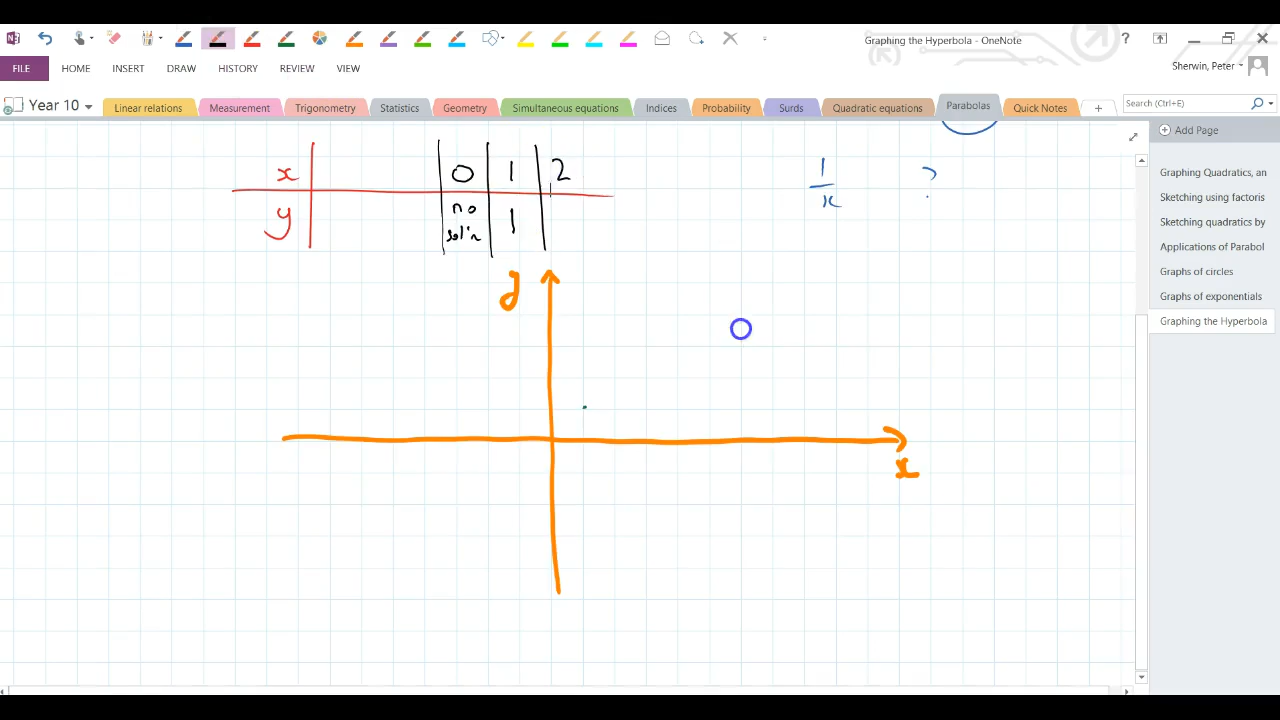 Graphing the Hyperbola - OneNote
?
Sherwin, Peter
FILE HOME INSERT DRAW HISTORY REVIEW VIEW
Year 10
Linear relations Measurement Trigonometry Statistics Geometry Simultaneous equations Indices Probability Surds Quadratic equations Parabolas Quick Notes +
Search (Ctrl+E)
Add Page
Graphing Quadratics, an
Sketching using factoris
Sketching quadratics by
Applications of Parabol
Graphs of circles
Graphs of exponentials
Graphing the Hyperbola
x 0 1 2
y no sol'n 1
1
x
?
y
x